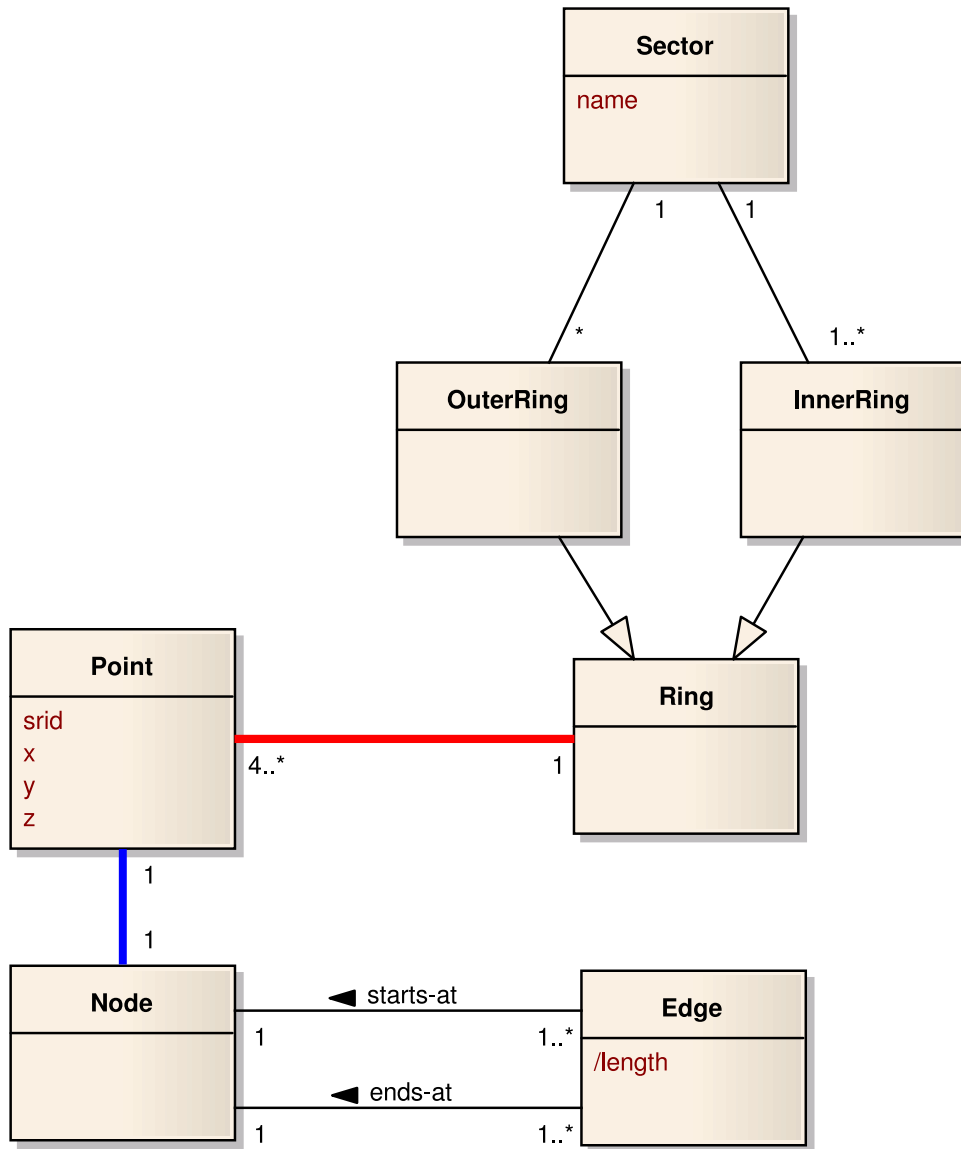 Sector
name
1
1
*
1..*
OuterRing
InnerRing
Point
srid
x
y
z
Ring
4..*
1
1
1
Node
starts-at
1
1..*
ends-at
1
1..*
Edge
/length